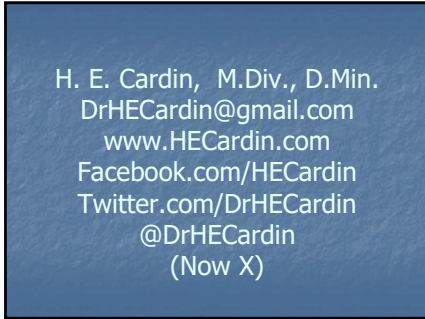 H. E. Cardin, M.Div., D.Min.
DrHECardin@gmail.com
www.HECardin.com
Facebook.com/HECardin
Twitter.com/DrHECardin
@DrHECardin
(Now X)